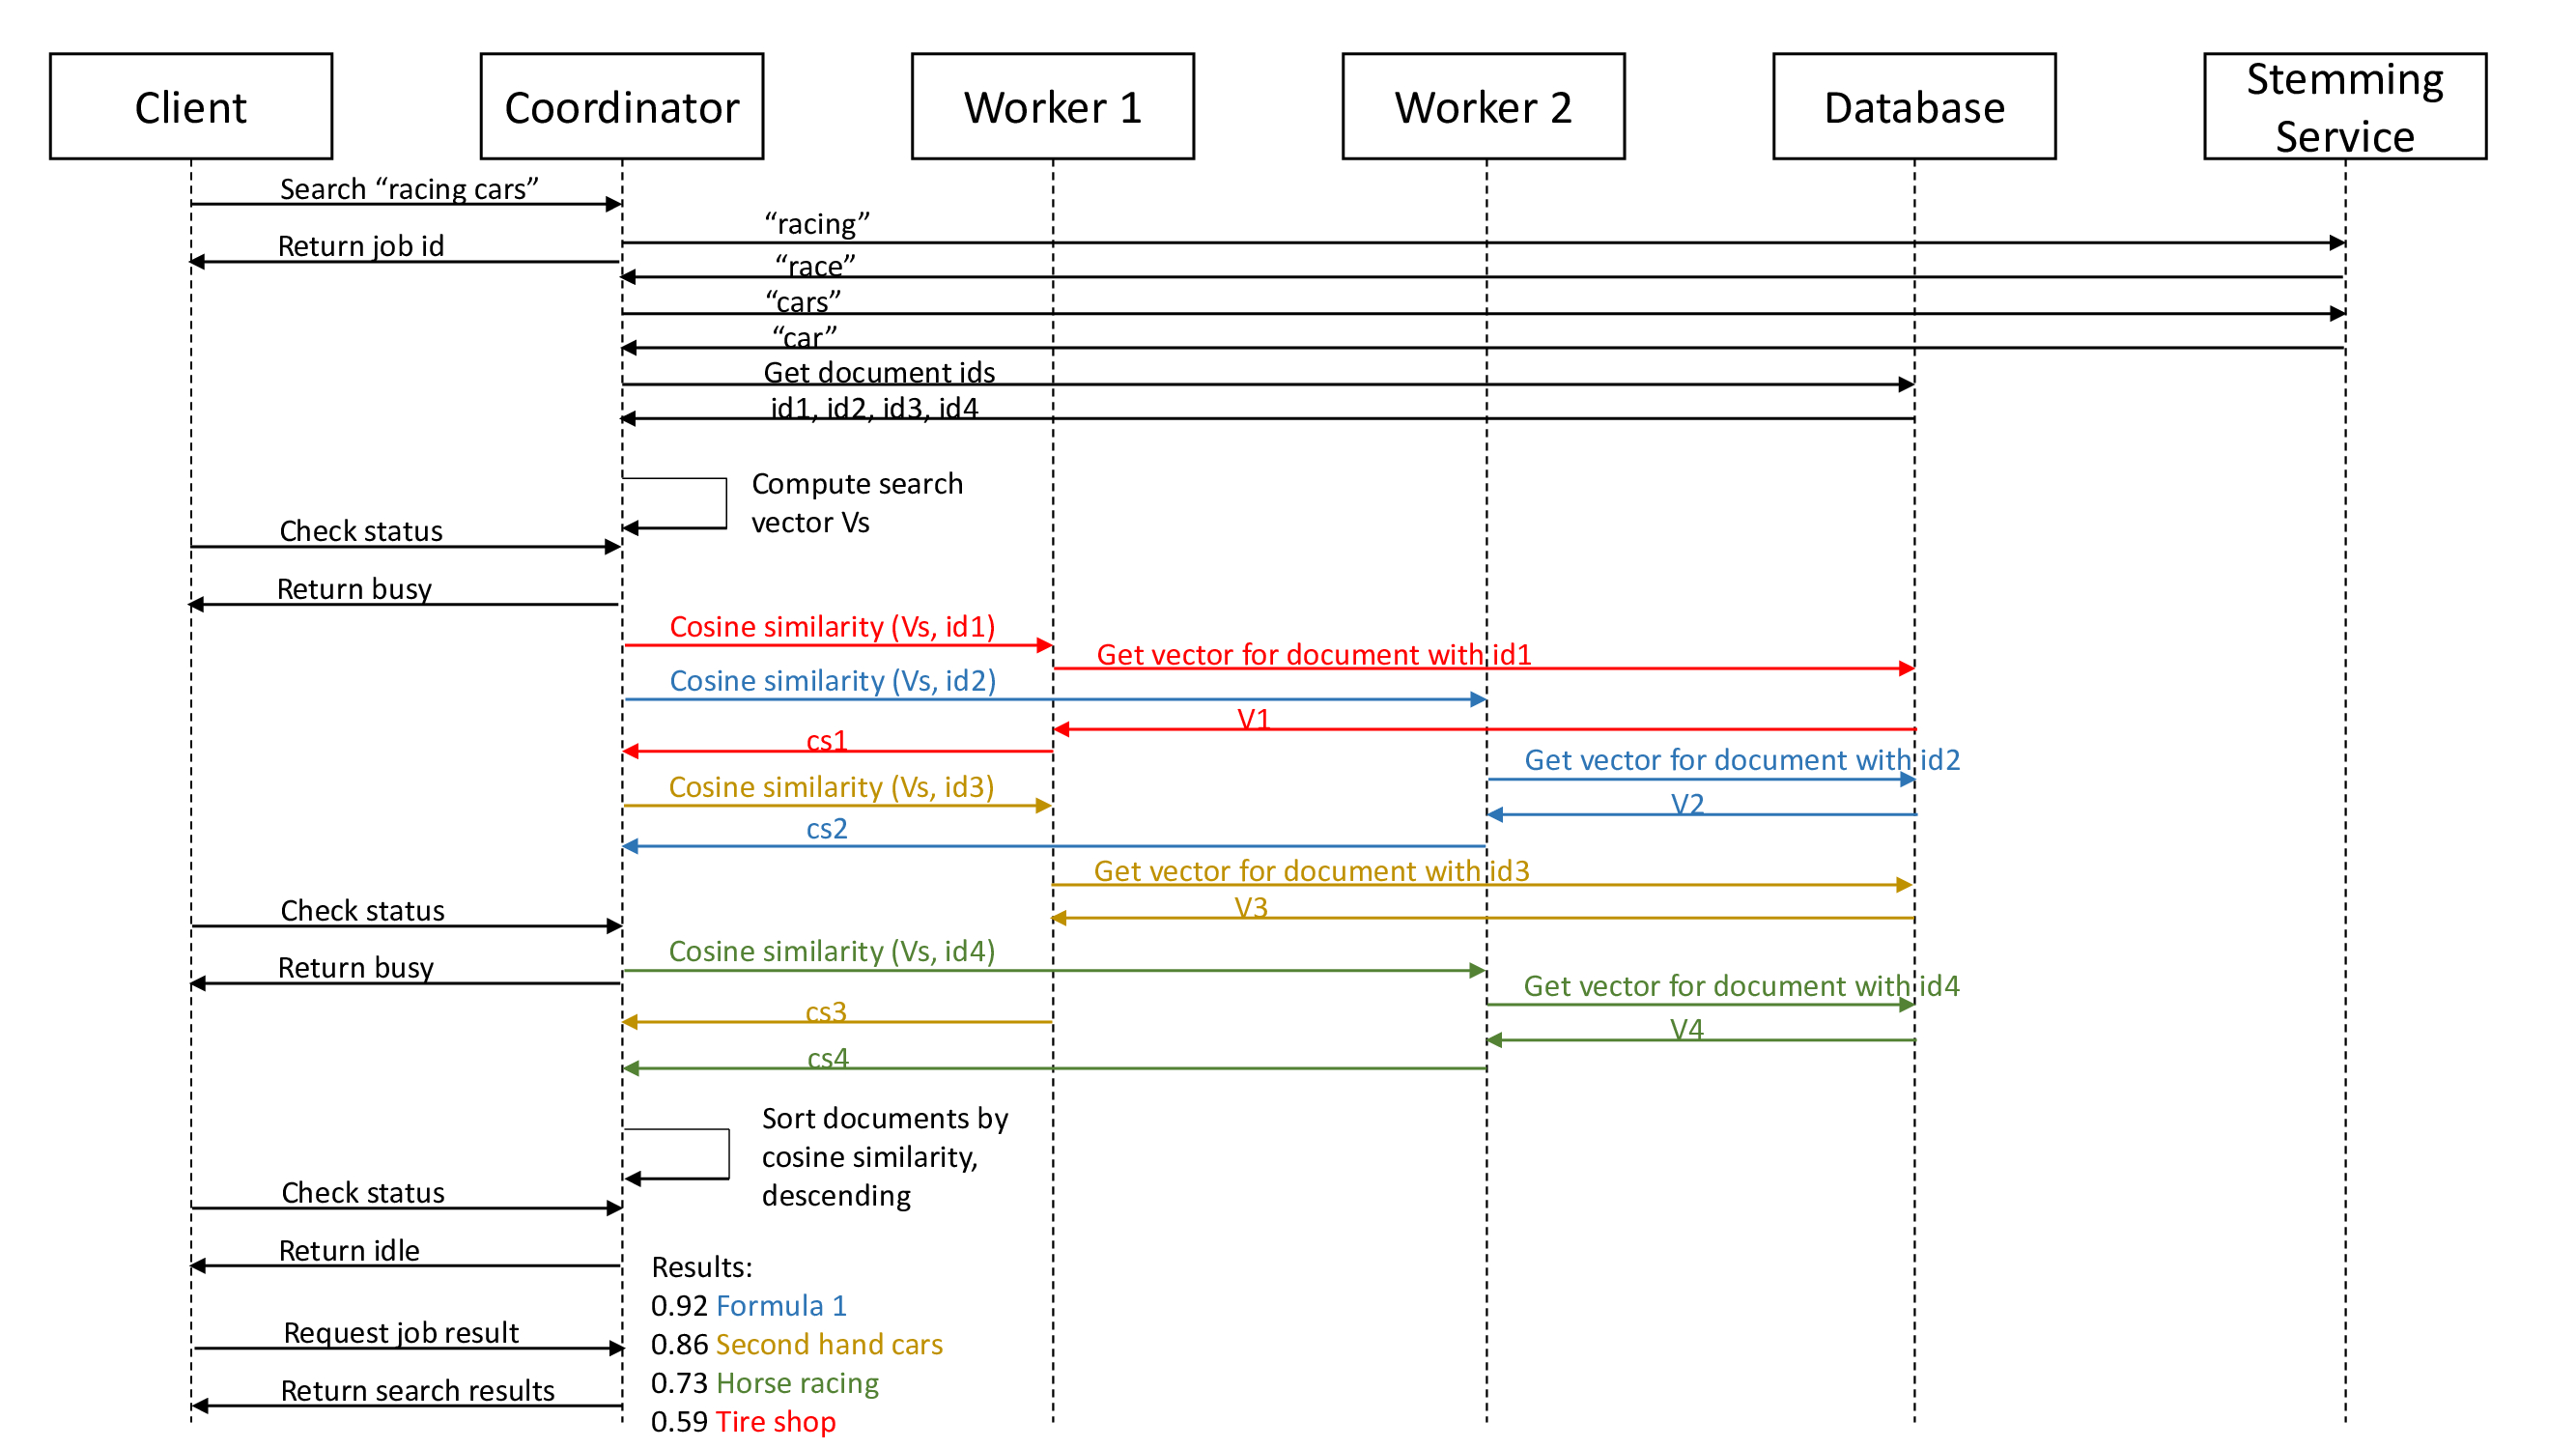 Client
Coordinator
Worker 1
Worker 2
Database
Stemming
Service
Search “racing cars”
“racing”
Return job id
“race”
“cars”
“car”
Get document ids
id1, id2, id3, id4
Compute search
vector Vs
Check status
Return busy
Cosine similarity (Vs, id1)
Get vector for document with id1
Cosine similarity (Vs, id2)
V1
cs1
Get vector for document with id2
Cosine similarity (Vs, id3)
V2
cs2
Get vector for document with id3
V3
Check status
Cosine similarity (Vs, id4)
Return busy
Get vector for document with id4
cs3
V4
cs4
Sort documents by
cosine similarity,
descending
Check status
Return idle
Results:
0.92 Formula 1
Request job result
0.86 Second hand cars
0.73 Horse racing
Return search results
0.59 Tire shop